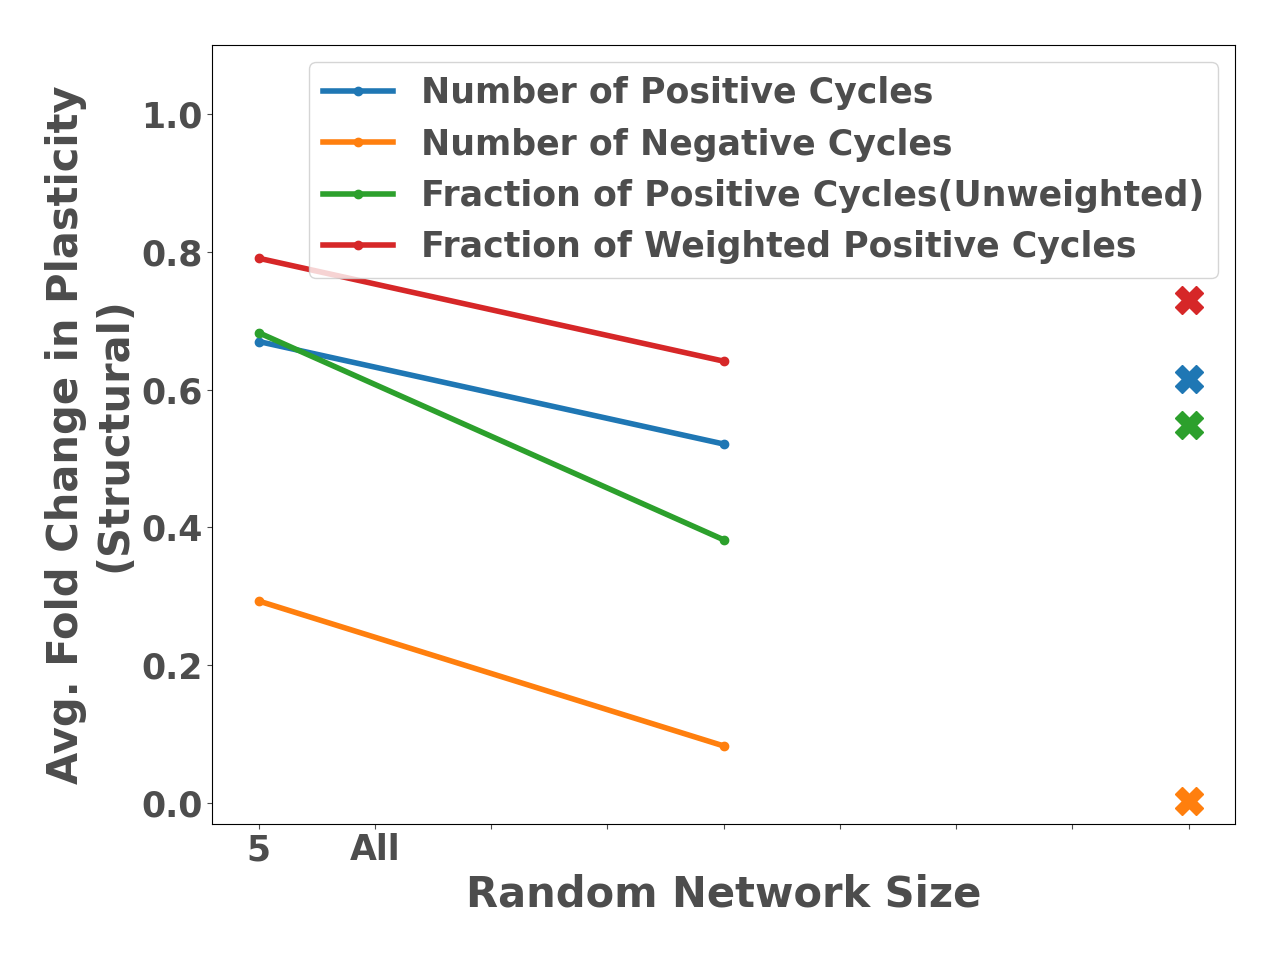 Avg. Fold Change in Plasticity
(Structural)
1.0
0.8
0.6
0.4
0.2
0.0
Number of Positive Cycles
Number of Negative Cycles
Fraction of Positive Cycles(Unweighted)
Fraction of Weighted Positive Cycles
5
All
Random Network Size